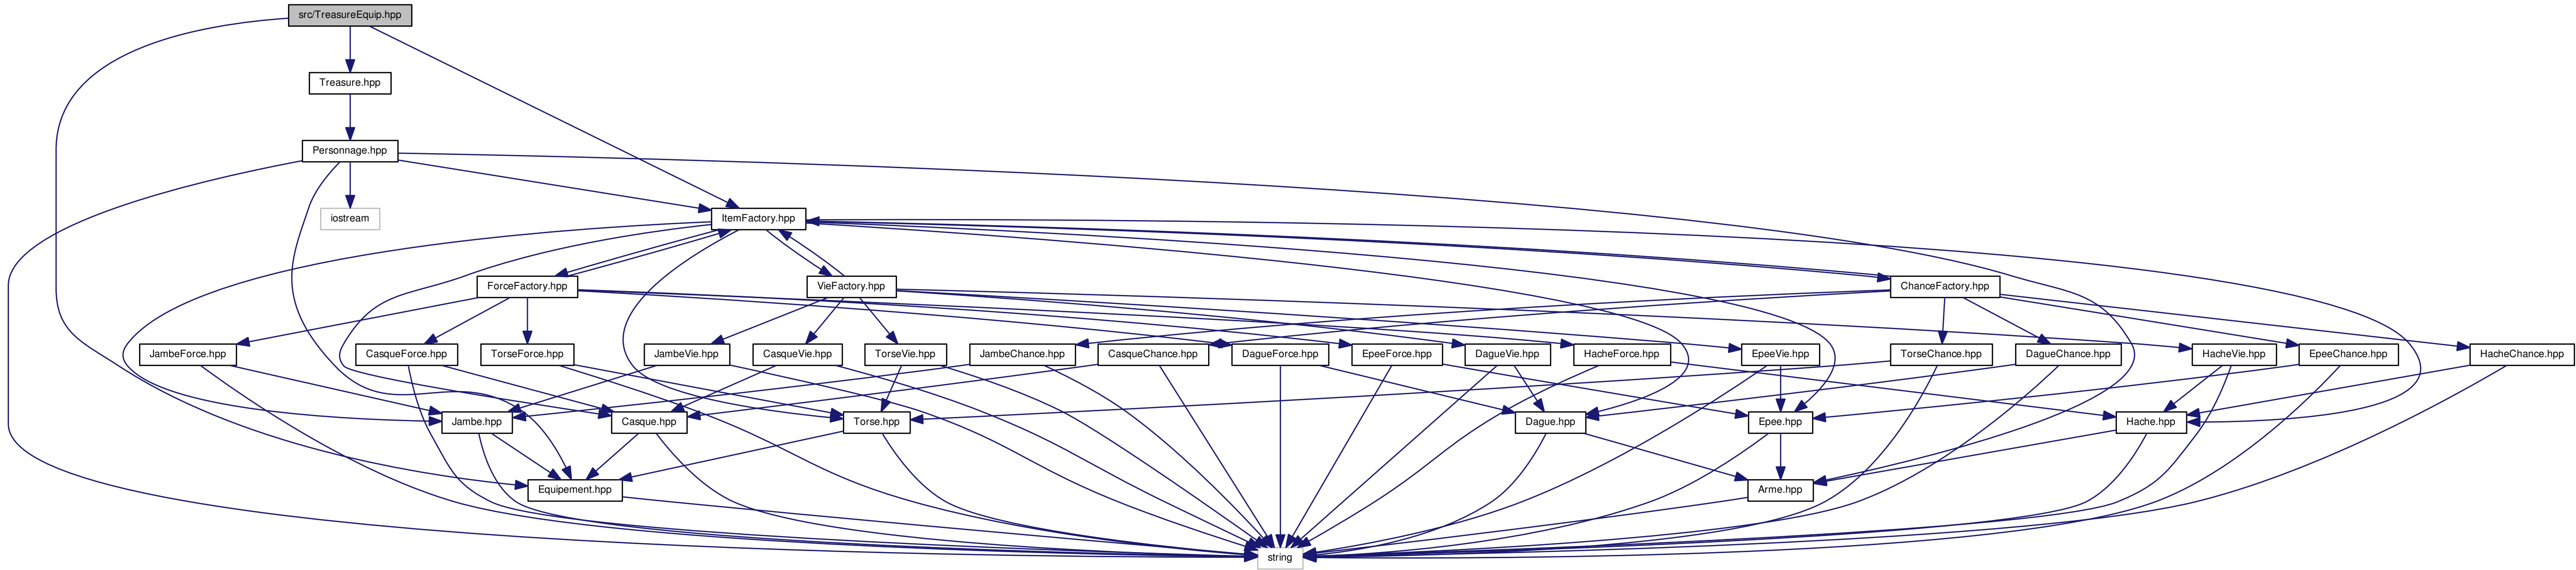 src/TreasureEquip.hpp
Treasure.hpp
Personnage.hpp
iostream
ItemFactory.hpp
ForceFactory.hpp
VieFactory.hpp
ChanceFactory.hpp
JambeForce.hpp
CasqueForce.hpp
TorseForce.hpp
JambeVie.hpp
CasqueVie.hpp
TorseVie.hpp
JambeChance.hpp
CasqueChance.hpp
DagueForce.hpp
EpeeForce.hpp
DagueVie.hpp
HacheForce.hpp
EpeeVie.hpp
TorseChance.hpp
DagueChance.hpp
HacheVie.hpp
EpeeChance.hpp
HacheChance.hpp
Jambe.hpp
Casque.hpp
Torse.hpp
Dague.hpp
Epee.hpp
Hache.hpp
Equipement.hpp
Arme.hpp
string